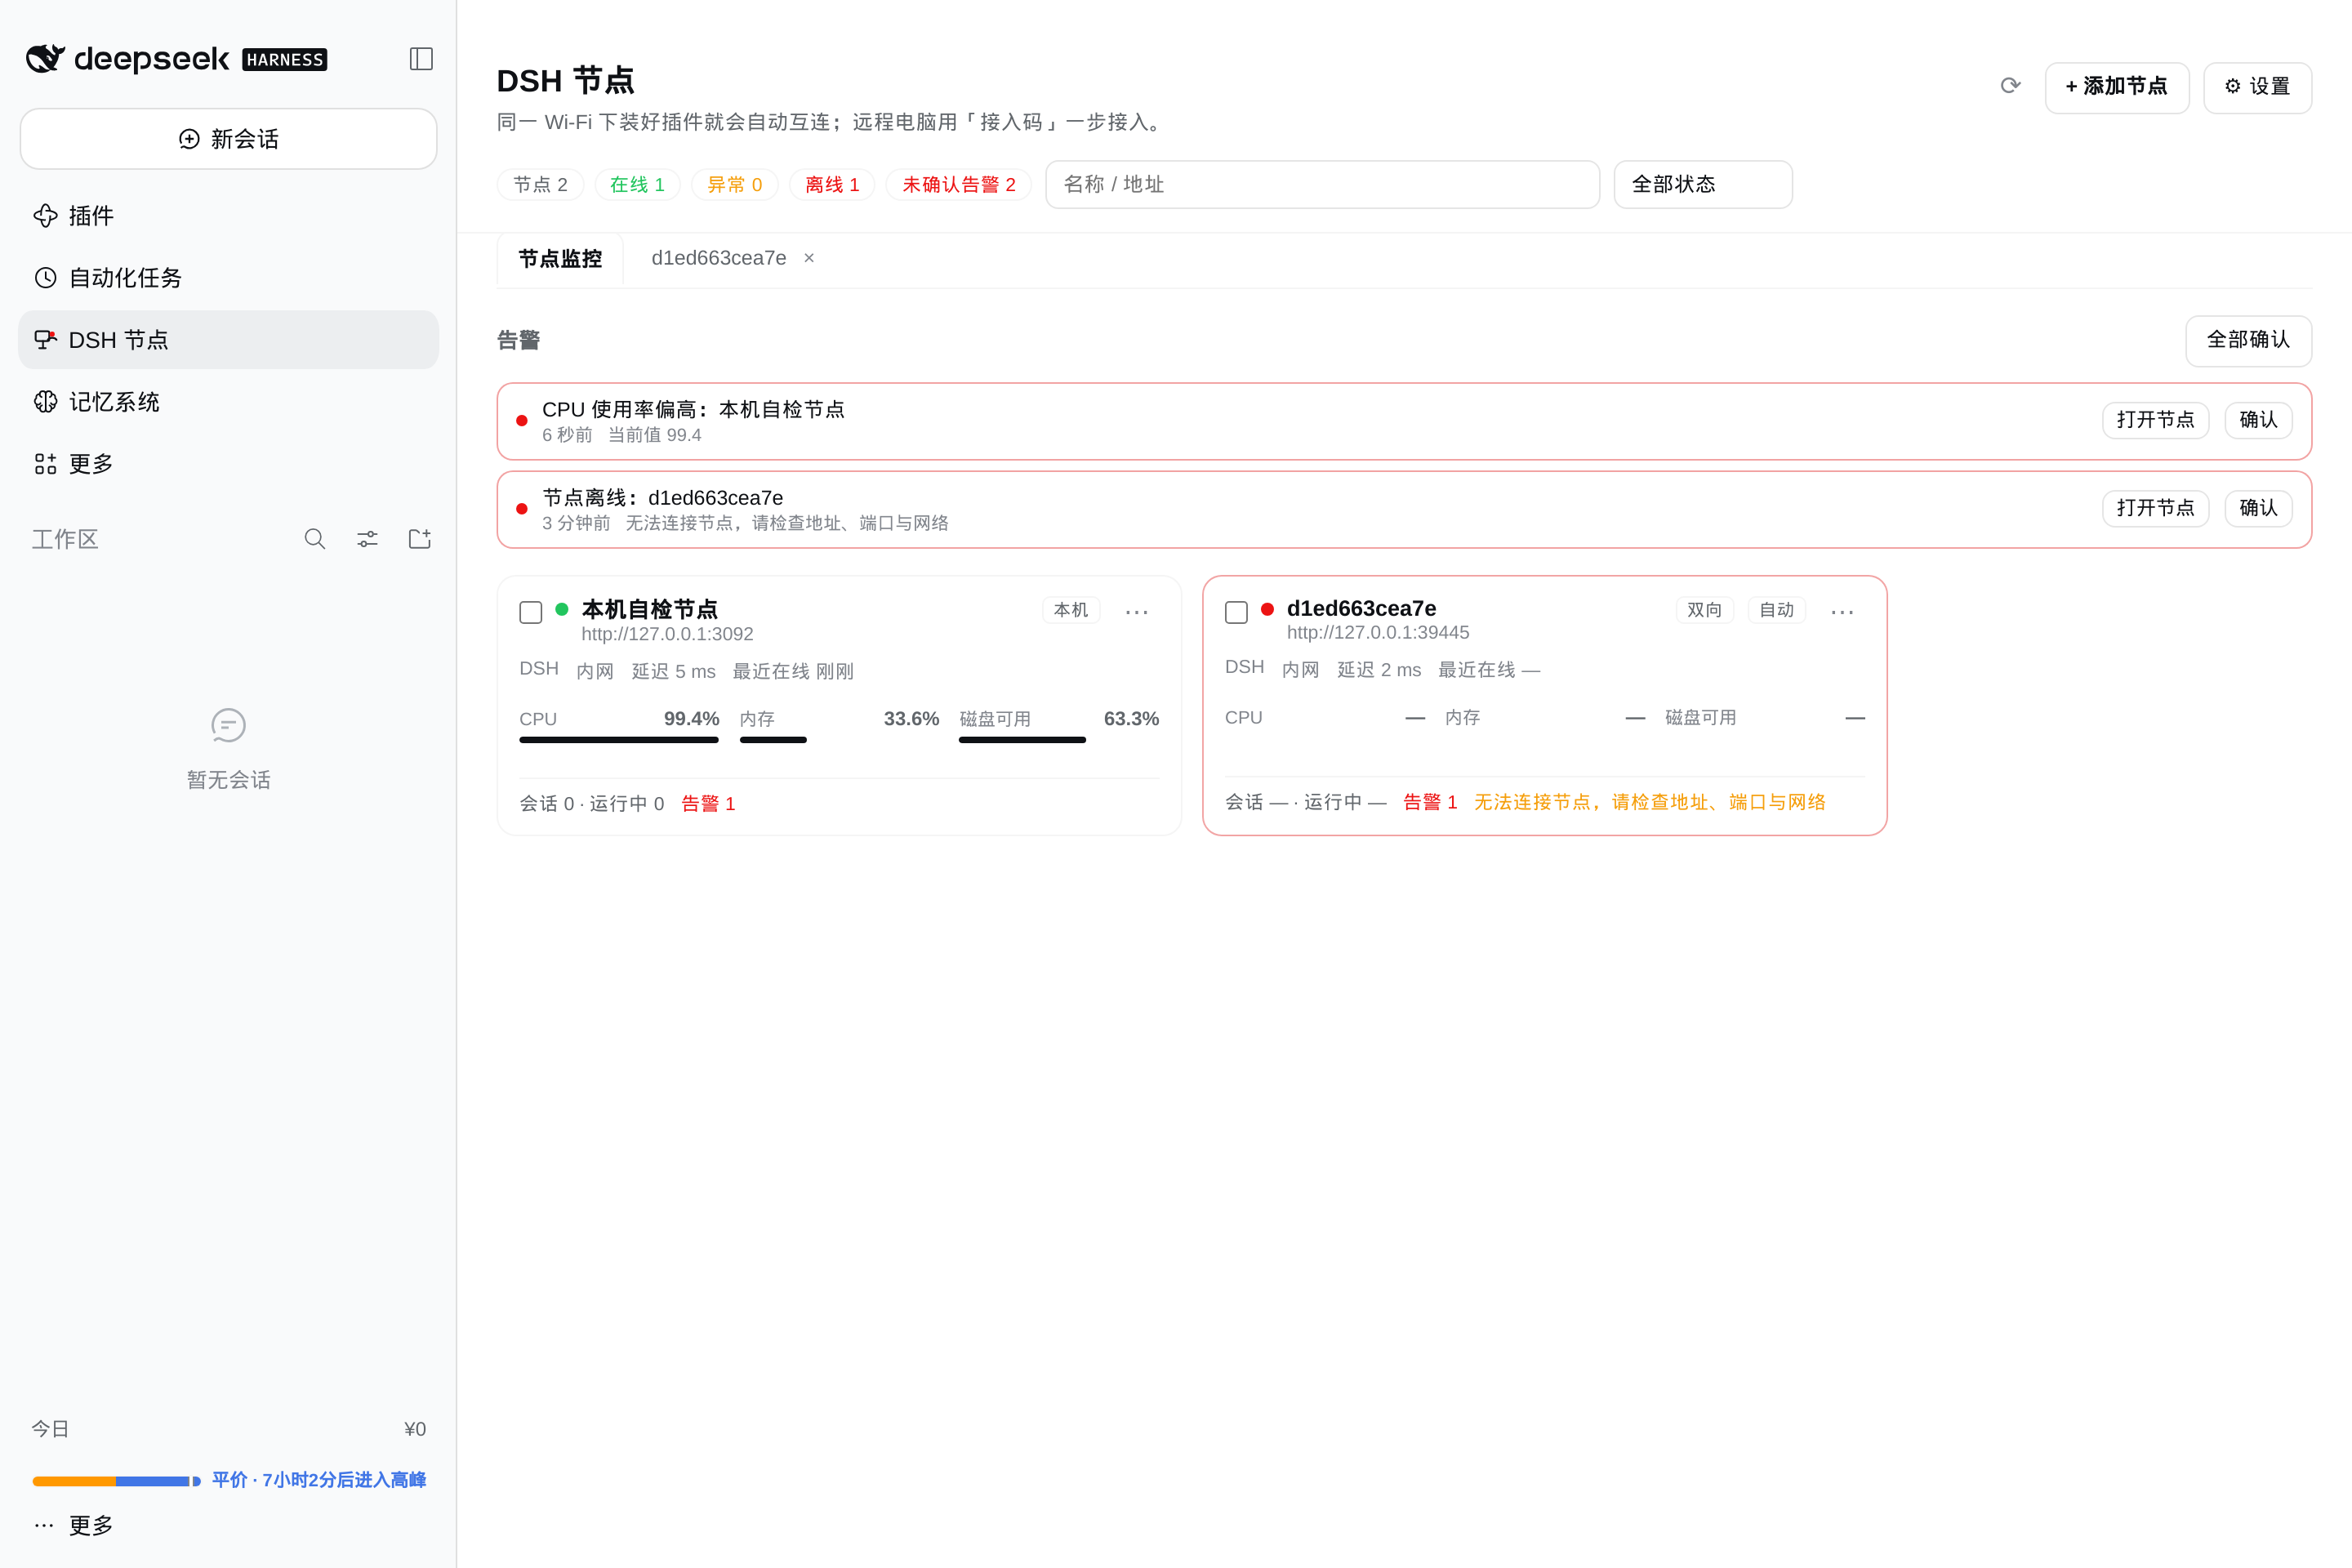 deepseek HARNESS
新会话
插件
自动化任务
DSH 节点
记忆系统
更多
工作区
暂无会话
今日 ¥0
平价 · 7小时2分后进入高峰
更多
DSH 节点
同一 Wi-Fi 下装好插件就会自动互连；远程电脑用「接入码」一步接入。
+ 添加节点
设置
节点 2
在线 1
异常 0
离线 1
未确认告警 2
名称 / 地址
全部状态
节点监控
d1ed663cea7e ×
告警
全部确认
CPU 使用率偏高：本机自检节点
6 秒前 当前值 99.4
打开节点
确认
节点离线：d1ed663cea7e
3 分钟前 无法连接节点，请检查地址、端口与网络
打开节点
确认
本机自检节点
本机
http://127.0.0.1:3092
DSH 内网 延迟 5 ms 最近在线 刚刚
CPU 99.4% 内存 33.6% 磁盘可用 63.3%
会话 0 · 运行中 0 告警 1
d1ed663cea7e
双向 自动
http://127.0.0.1:39445
DSH 内网 延迟 2 ms 最近在线 —
CPU — 内存 — 磁盘可用 —
会话 — · 运行中 — 告警 1 无法连接节点，请检查地址、端口与网络